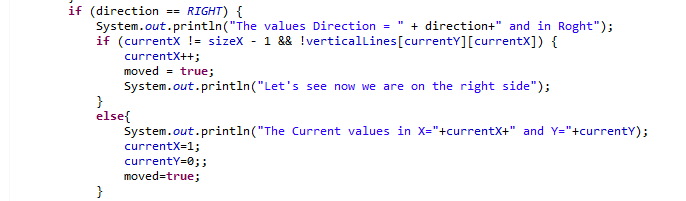 if (direction == RIGHT) {
System.out.println("The values Direction = " + direction+" and in Roght");
if (currentX != sizeX - 1 && !verticalLines[currentY][currentX]) {
currentX++;
moved = true;
System.out.println("Let's see now we are on the right side");
}
else{
System.out.println("The Current values in X="+currentX+" and Y="+currentY);
currentX=1;
currentY=0;;
moved=true;
}